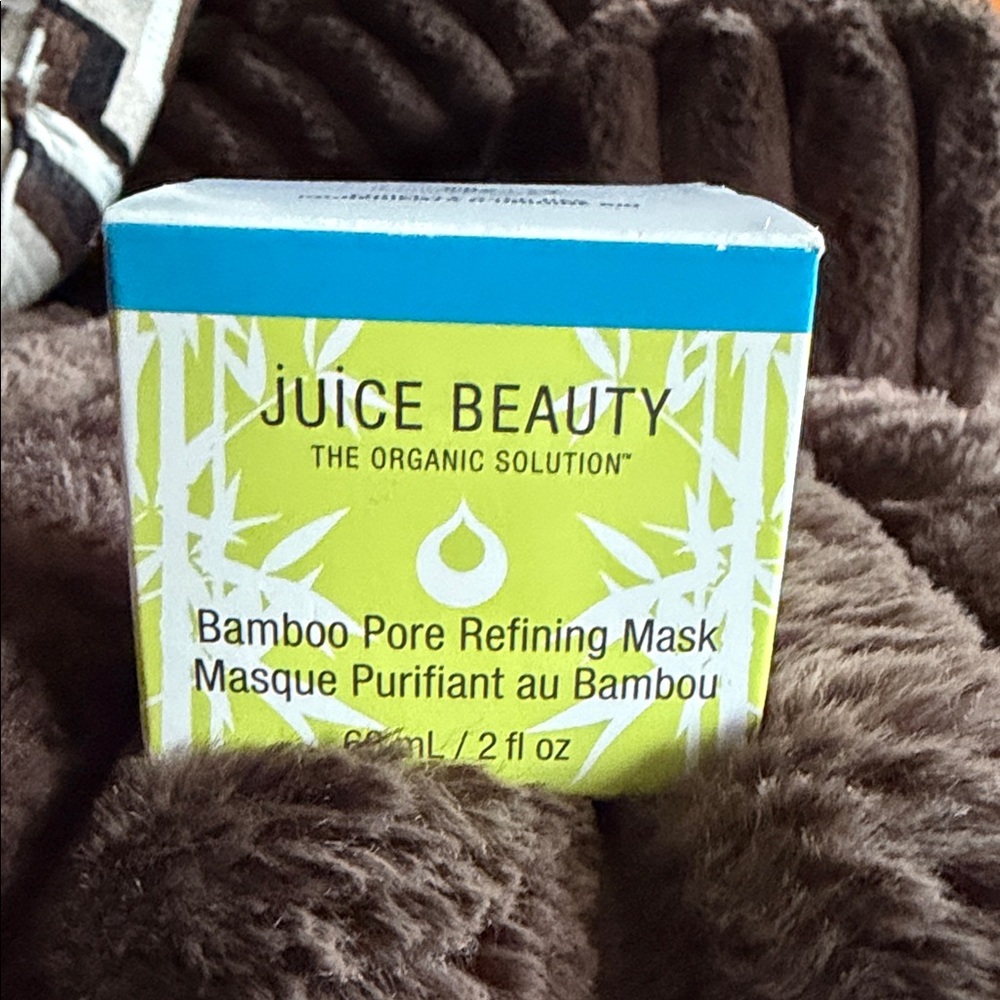 jUiCE BEAUTY
THE ORGANIC SOLUTION™
Bamboo Pore Refining Mask
Masque Purifiant au Bambou
mL / 2 fl oz